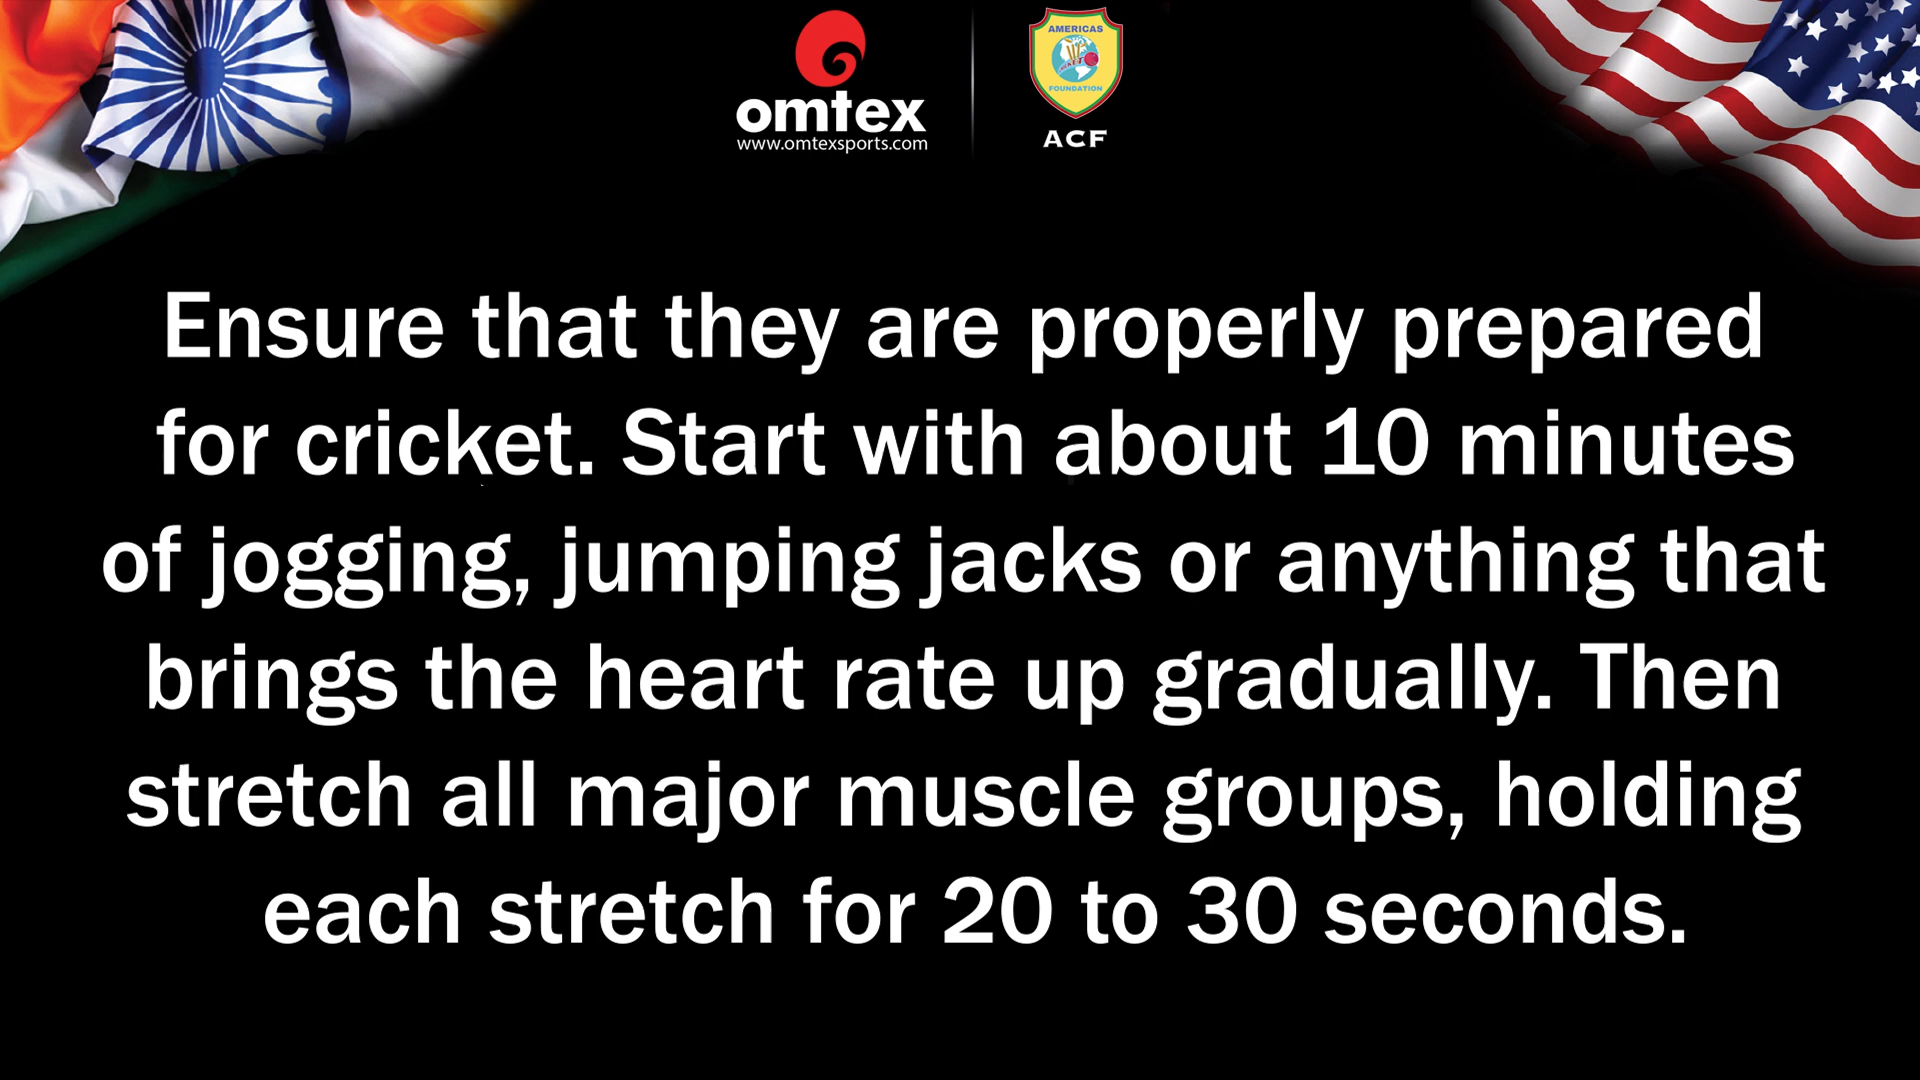 omtex
www.omtexsports.com
AMERICAS
CRICKET
FOUNDATION
ACF
Ensure that they are properly prepared
for cricket. Start with about 10 minutes
of jogging, jumping jacks or anything that
brings the heart rate up gradually. Then
stretch all major muscle groups, holding
each stretch for 20 to 30 seconds.